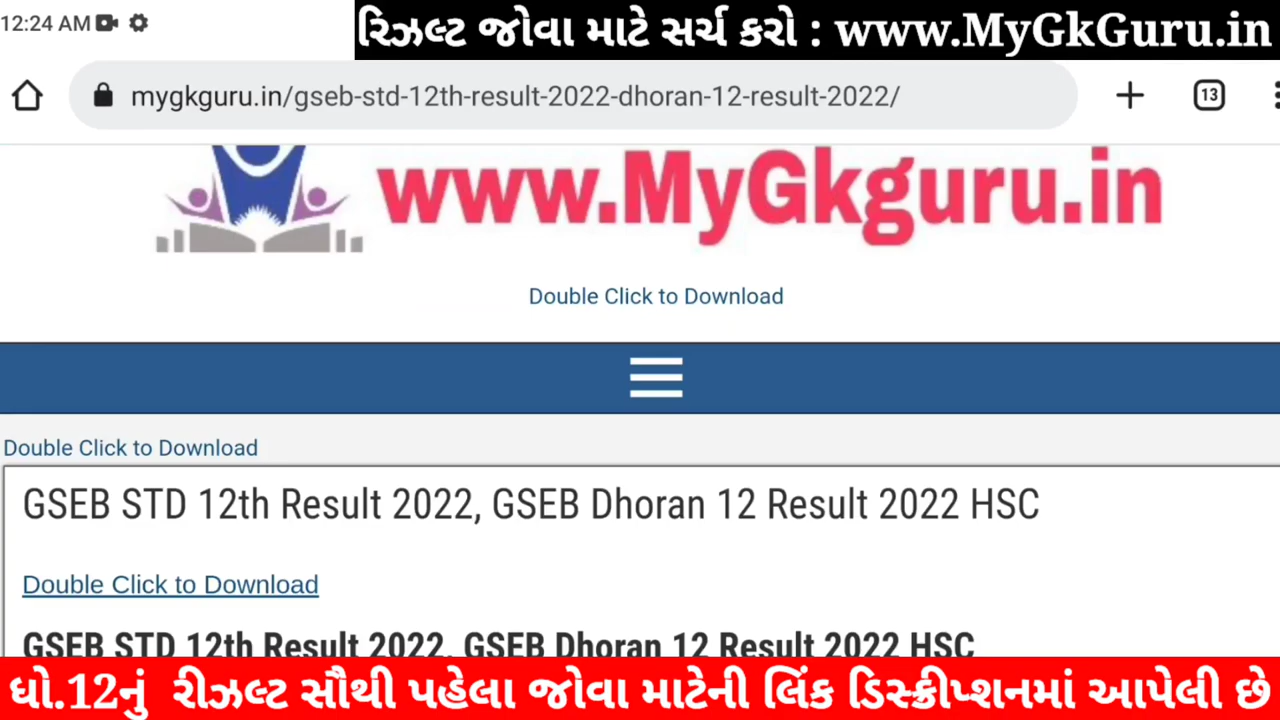 12:24 AM
રિઝલ્ટ જોવા માટે સર્ચ કરો : www.MyGkGuru.in
mygkguru.in/gseb-std-12th-result-2022-dhoran-12-result-2022/
13
www.MyGkguru.in
Double Click to Download
Double Click to Download
GSEB STD 12th Result 2022, GSEB Dhoran 12 Result 2022 HSC
Double Click to Download
GSEB STD 12th Result 2022, GSEB Dhoran 12 Result 2022 HSC
ધો.12નું રીઝલ્ટ સૌથી પહેલા જોવા માટેની લિંક ડિસ્ક્રીપ્શનમાં આપેલી છે